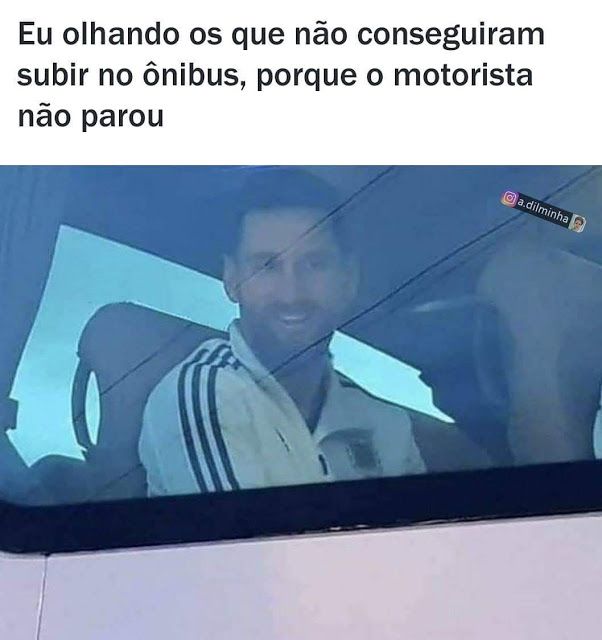 Eu olhando os que não conseguiram
subir no ônibus, porque o motorista
não parou
a.dilminha